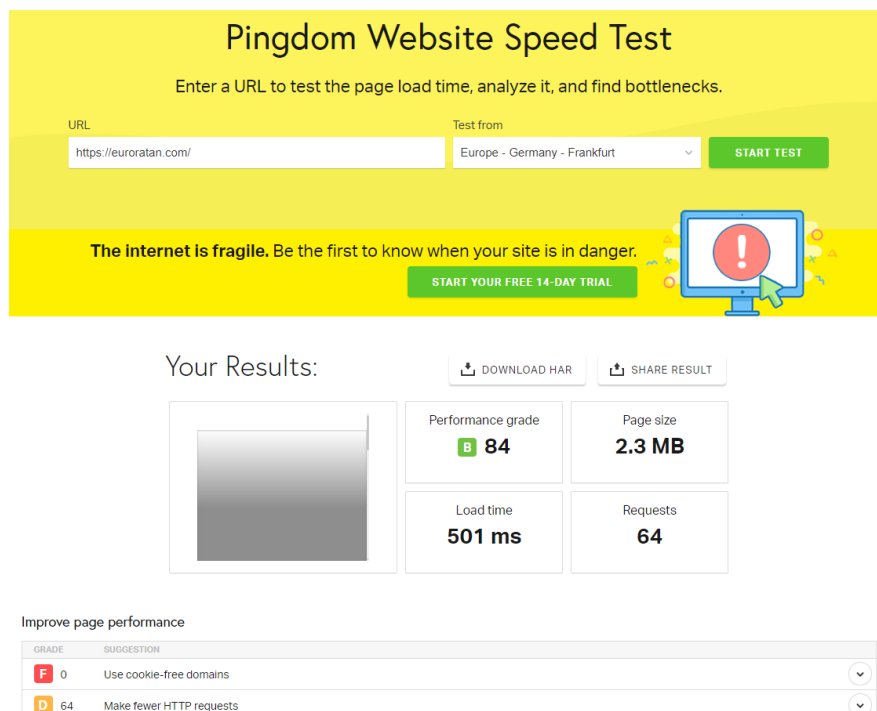 Pingdom Website Speed Test
Enter a URL to test the page load time, analyze it, and find bottlenecks.
URL
Test from
https://euroratan.com/
Europe - Germany - Frankfurt
START TEST
The internet is fragile. Be the first to know when your site is in danger.
START YOUR FREE 14-DAY TRIAL
Your Results:
DOWNLOAD HAR
SHARE RESULT
Performance grade
B 84
Page size
2.3 MB
Load time
501 ms
Requests
64
Improve page performance
GRADE SUGGESTION
F 0 Use cookie-free domains
D 64 Make fewer HTTP requests